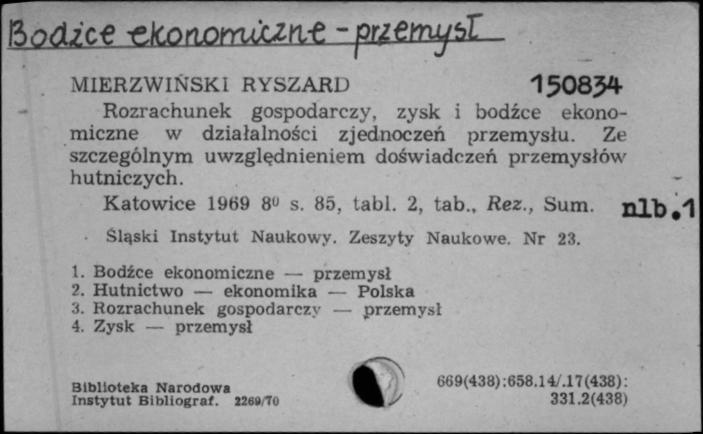 Bodźce ekonomiczne - przemysł
MIERZWIŃSKI RYSZARD 150834
Rozrachunek gospodarczy, zysk i bodźce ekono-
miczne w działalności zjednoczeń przemysłu. Ze
szczególnym uwzględnieniem doświadczeń przemysłów
hutniczych.
Katowice 1969 8⁰ s. 85, tabl. 2, tab., Rez., Sum. nlb.1
Śląski Instytut Naukowy. Zeszyty Naukowe. Nr 23.
1. Bodźce ekonomiczne — przemysł
2. Hutnictwo — ekonomika — Polska
3. Rozrachunek gospodarczy — przemysł
4. Zysk — przemysł
Biblioteka Narodowa 669(438):658.14/.17(438):
Instytut Bibliograf. 2269/70 331.2(438)